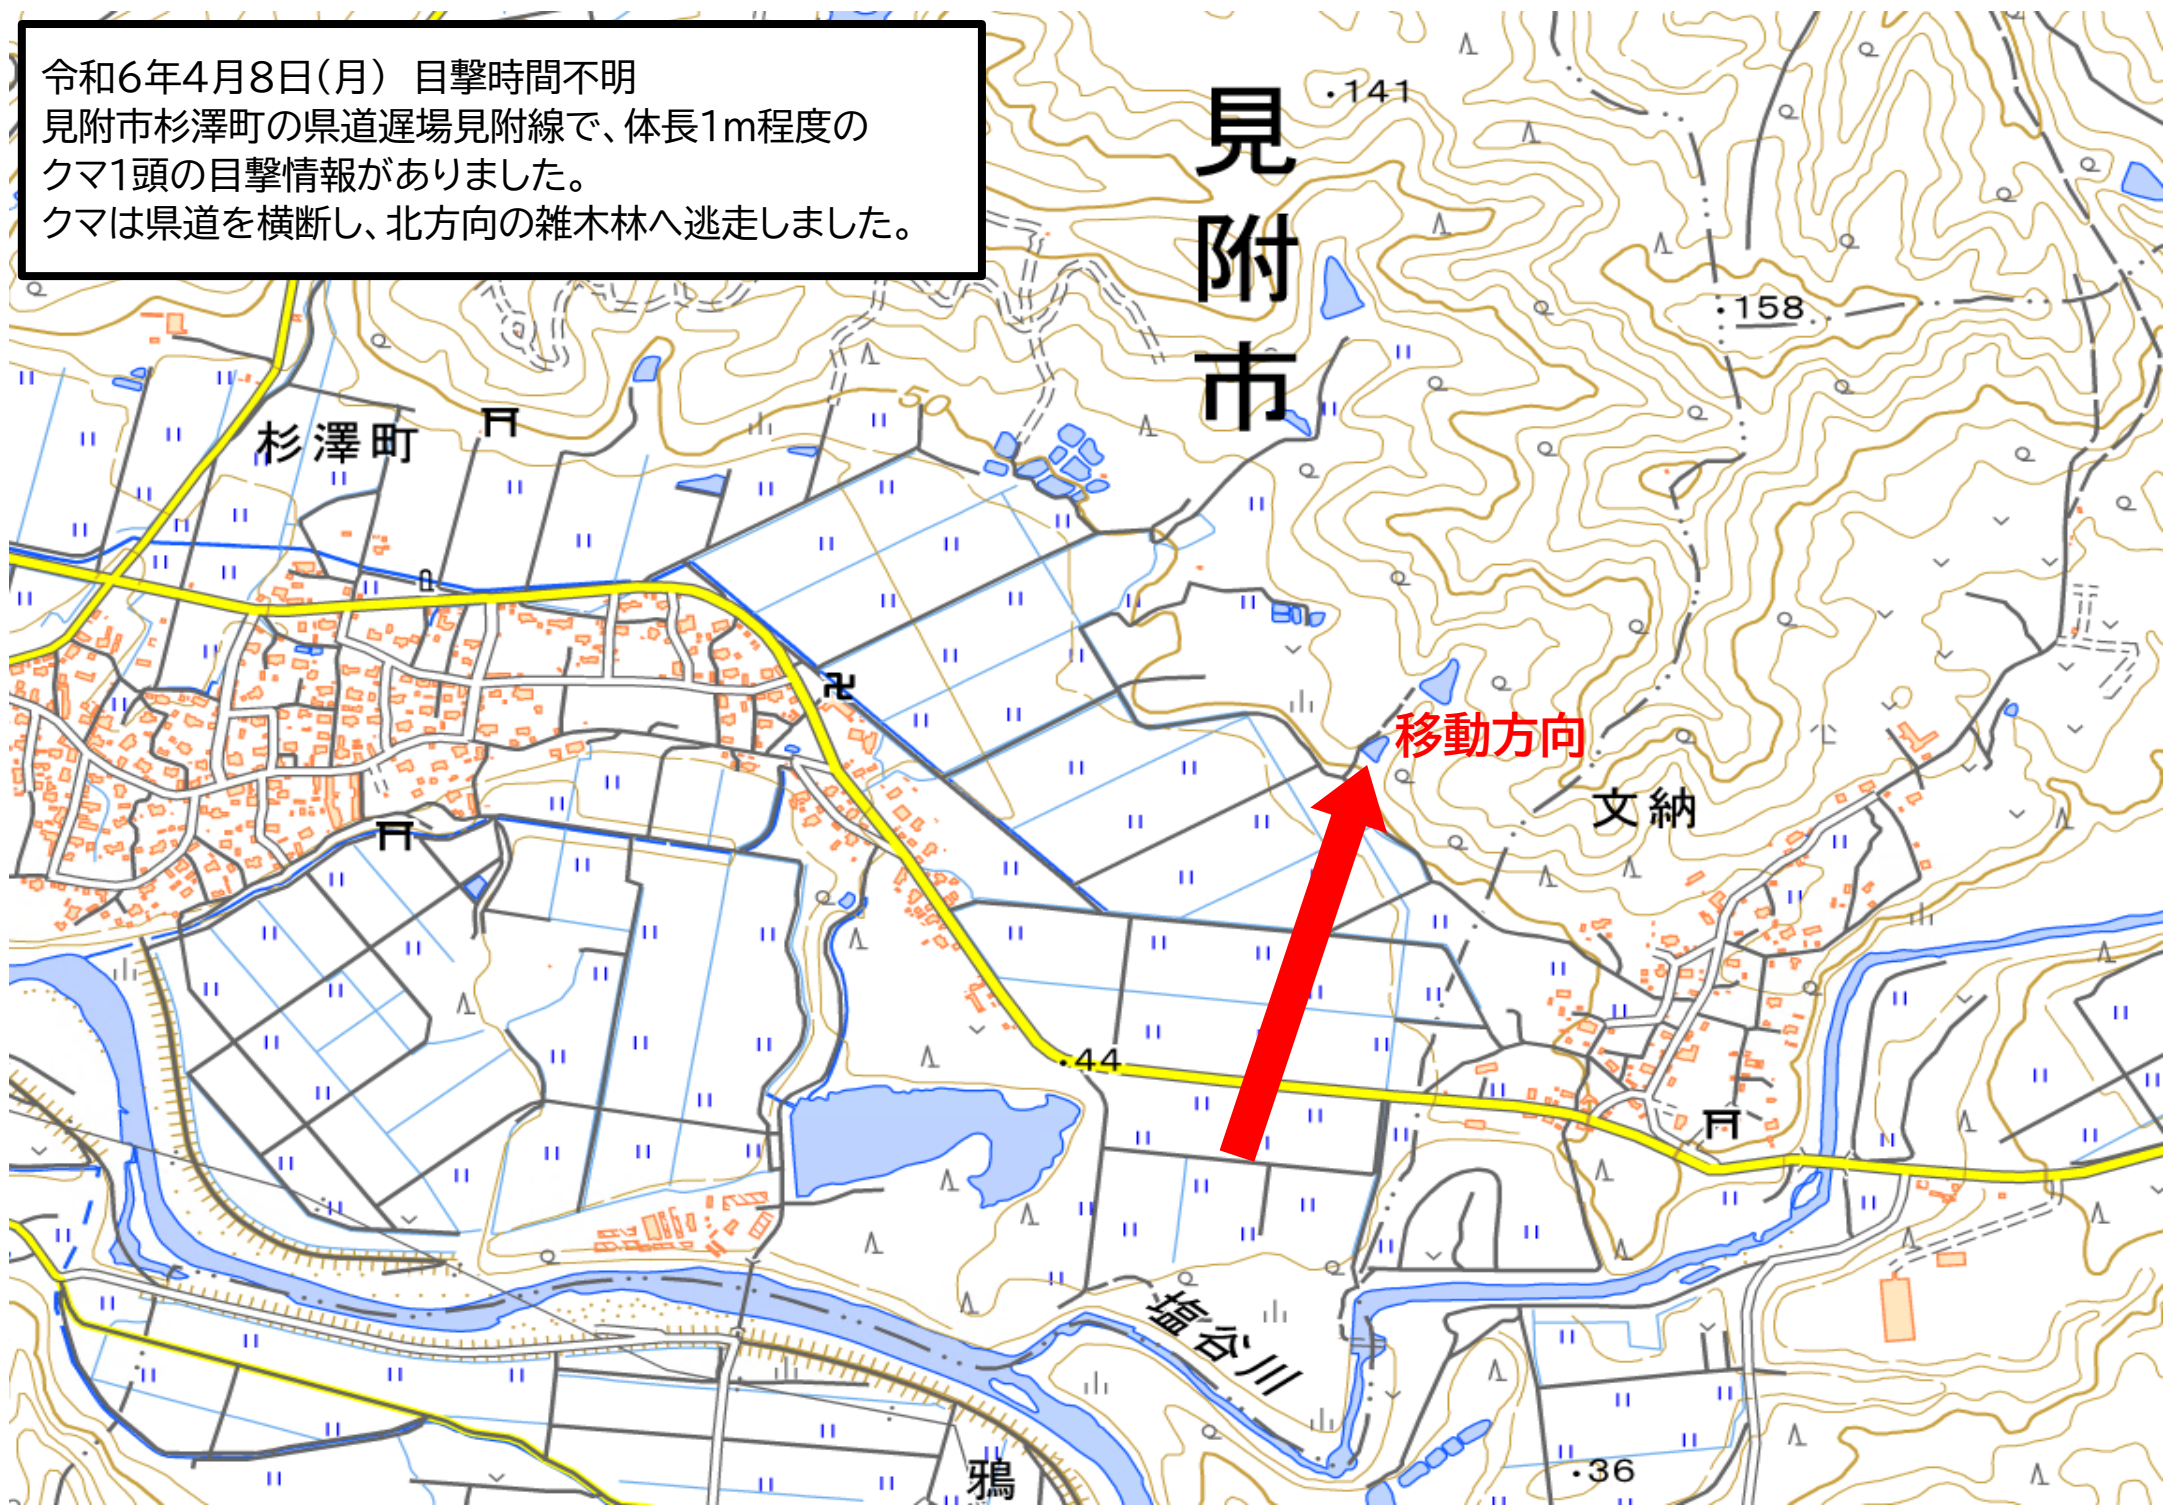 令和6年4月8日(月) 目撃時間不明
見附市杉澤町の県道遅場見附線で、体長1m程度の
クマ1頭の目撃情報がありました。
クマは県道を横断し、北方向の雑木林へ逃走しました。
見附市
・141
・158
50
杉澤町
移動方向
文納
・44
塩谷川
鴉
・36